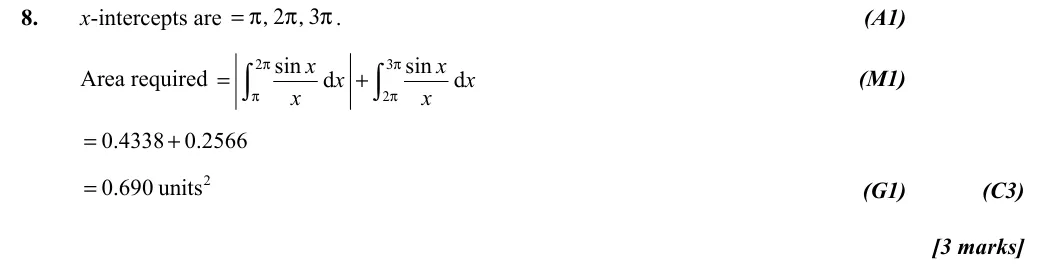 8. x-intercepts are = π, 2π, 3π. (A1)
Area required = |∫_π^{2π} (sin x)/x dx| + ∫_{2π}^{3π} (sin x)/x dx (M1)
= 0.4338 + 0.2566
= 0.690 units² (G1) (C3)
[3 marks]